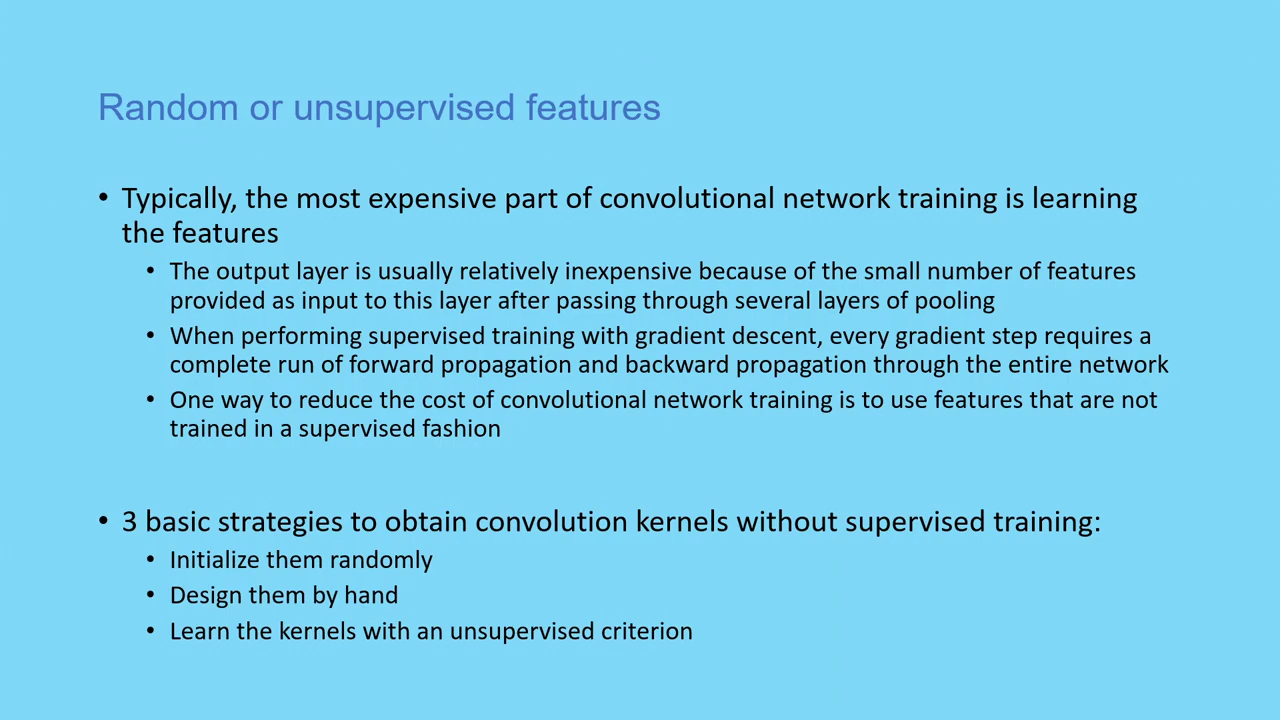 Random or unsupervised features
• Typically, the most expensive part of convolutional network training is learning
the features
• The output layer is usually relatively inexpensive because of the small number of features
provided as input to this layer after passing through several layers of pooling
• When performing supervised training with gradient descent, every gradient step requires a
complete run of forward propagation and backward propagation through the entire network
• One way to reduce the cost of convolutional network training is to use features that are not
trained in a supervised fashion
• 3 basic strategies to obtain convolution kernels without supervised training:
• Initialize them randomly
• Design them by hand
• Learn the kernels with an unsupervised criterion